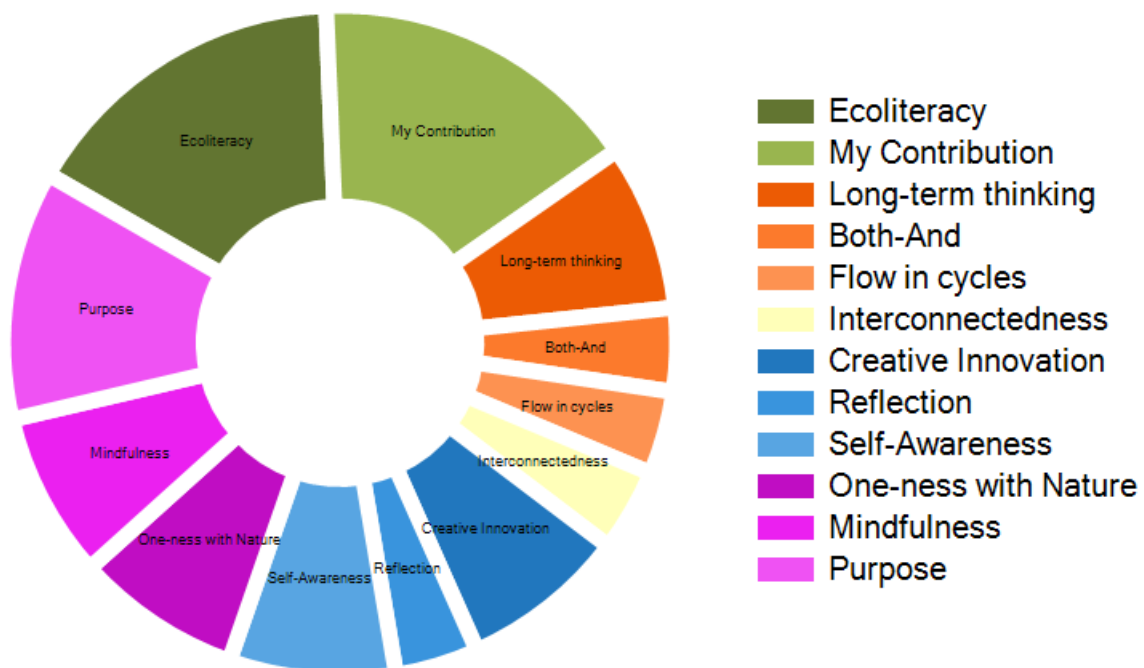 Ecoliteracy
My Contribution
Long-term thinking
Both-And
Flow in cycles
Interconnectedness
Creative Innovation
Reflection
Self-Awareness
One-ness with Nature
Mindfulness
Purpose
Ecoliteracy
My Contribution
Long-term thinking
Both-And
Flow in cycles
Interconnectedness
Creative Innovation
Reflection
Self-Awareness
One-ness with Nature
Mindfulness
Purpose